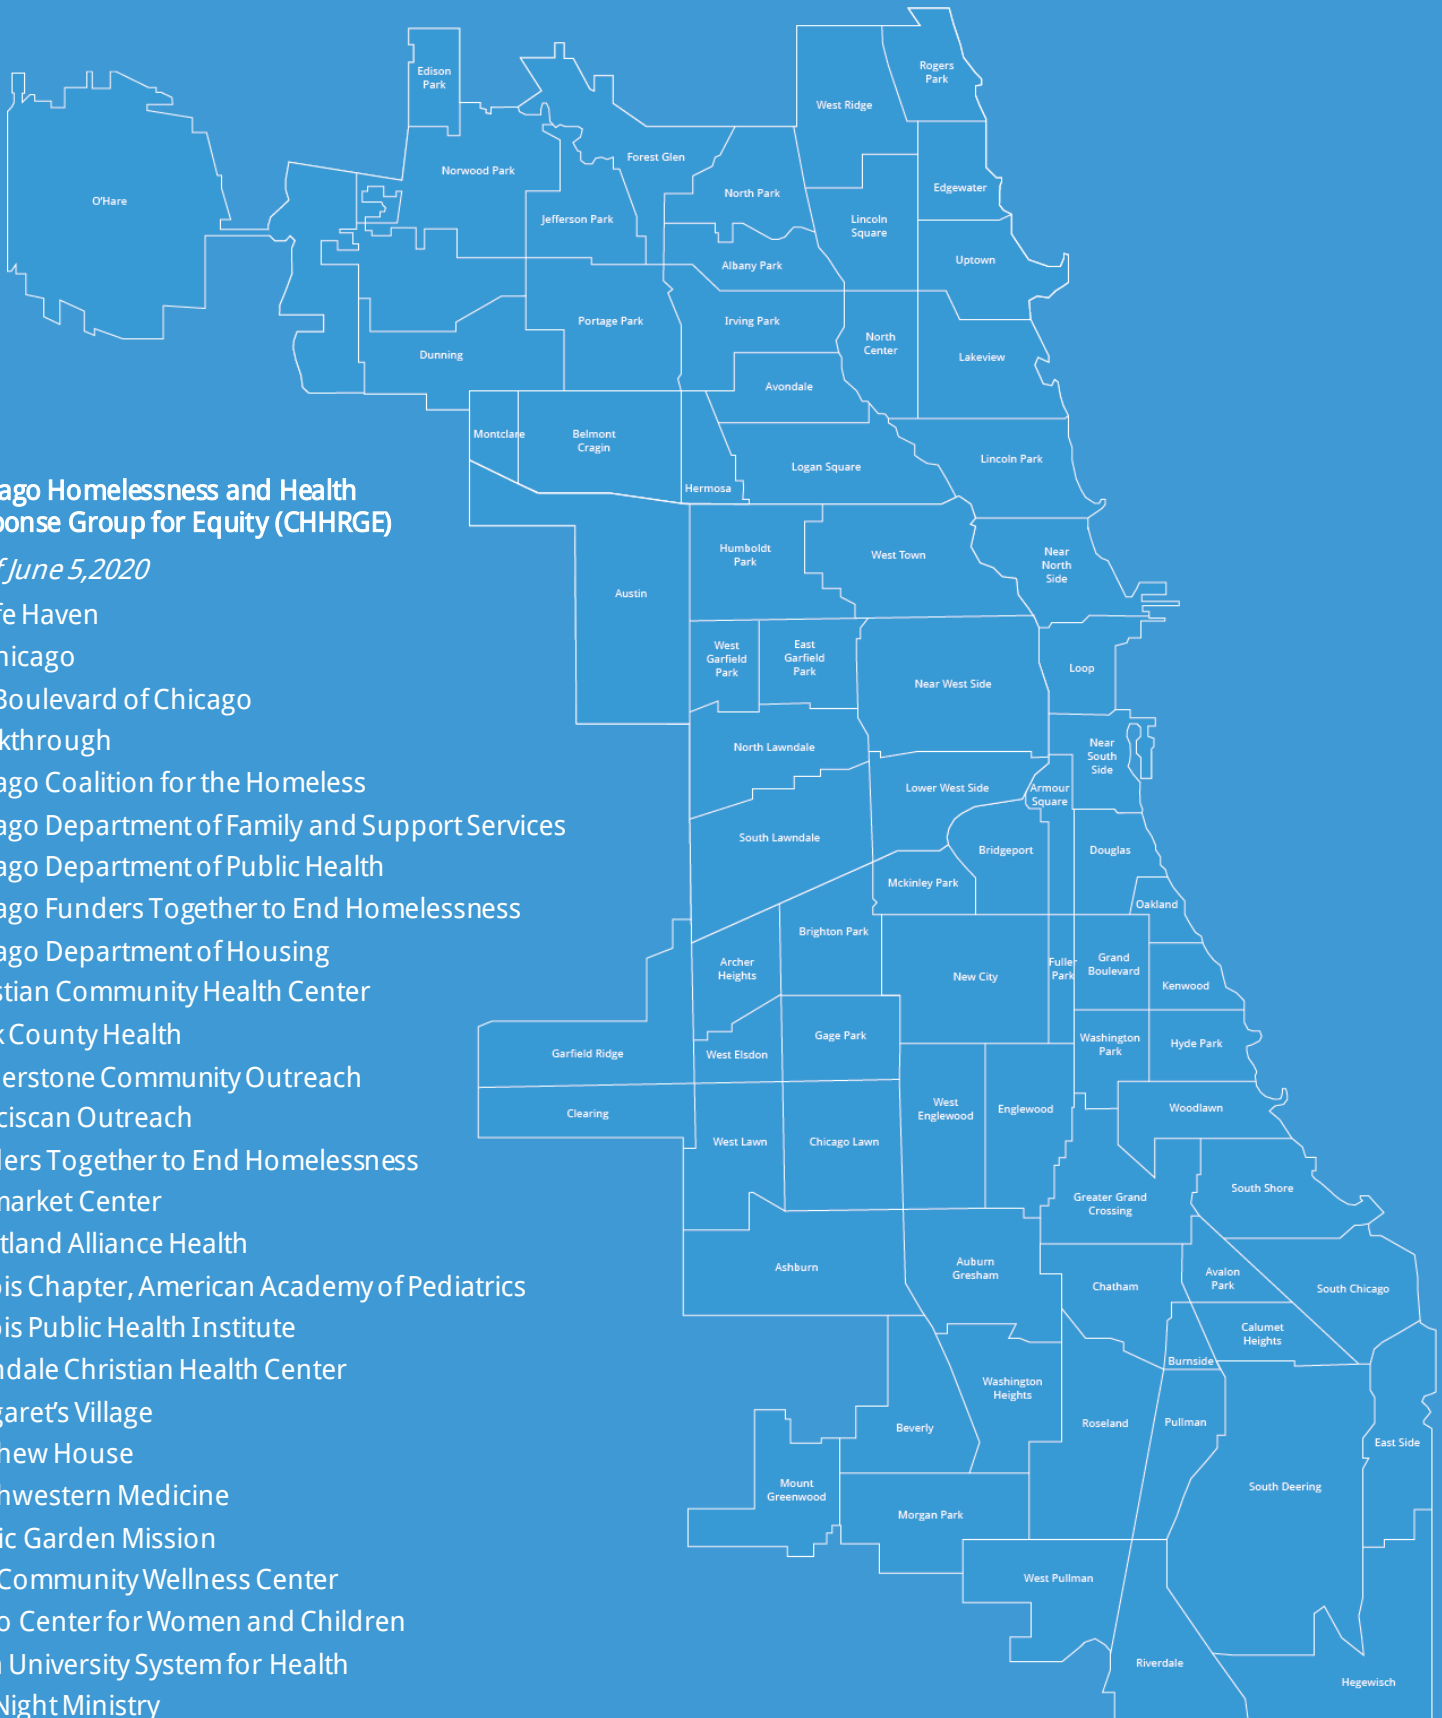 ago Homelessness and Health
ponse Group for Equity (CHHRGE)
f June 5,2020
fe Haven
hicago
Boulevard of Chicago
kthrough
ago Coalition for the Homeless
ago Department of Family and Support Services
ago Department of Public Health
ago Funders Together to End Homelessness
ago Department of Housing
stian Community Health Center
k County Health
erstone Community Outreach
ciscan Outreach
ders Together to End Homelessness
market Center
tland Alliance Health
ois Chapter, American Academy of Pediatrics
ois Public Health Institute
ndale Christian Health Center
garet's Village
hew House
hwestern Medicine
ic Garden Mission
Community Wellness Center
o Center for Women and Children
n University System for Health
Night Ministry
Edison
Park
Rogers
Park
West Ridge
Forest Glen
Norwood Park
North Park
Edgewater
O'Hare
Jefferson Park
Lincoln
Square
Uptown
Albany Park
Portage Park
Irving Park
North
Center
Dunning
Lakeview
Avondale
Montclare
Belmont
Cragin
Logan Square
Lincoln Park
Hermosa
Humboldt
Park
West Town
Near
North
Side
Austin
West
Garfield
Park
East
Garfield
Park
Near West Side
Loop
North Lawndale
Near
South
Side
Lower West Side
Armour
Square
South Lawndale
Bridgeport
Douglas
Mckinley Park
Oakland
Brighton Park
Archer
Heights
New City
Fuller
Park
Grand
Boulevard
Kenwood
Gage Park
Washington
Park
Hyde Park
Garfield Ridge
West Elsdon
Clearing
West Lawn
Chicago Lawn
West
Englewood
Englewood
Woodlawn
Greater Grand
Crossing
South Shore
Ashburn
Auburn
Gresham
Chatham
Avalon
Park
South Chicago
Calumet
Heights
Burnside
Washington
Heights
Beverly
Roseland
Pullman
East Side
Mount
Greenwood
Morgan Park
South Deering
West Pullman
Riverdale
Hegewisch